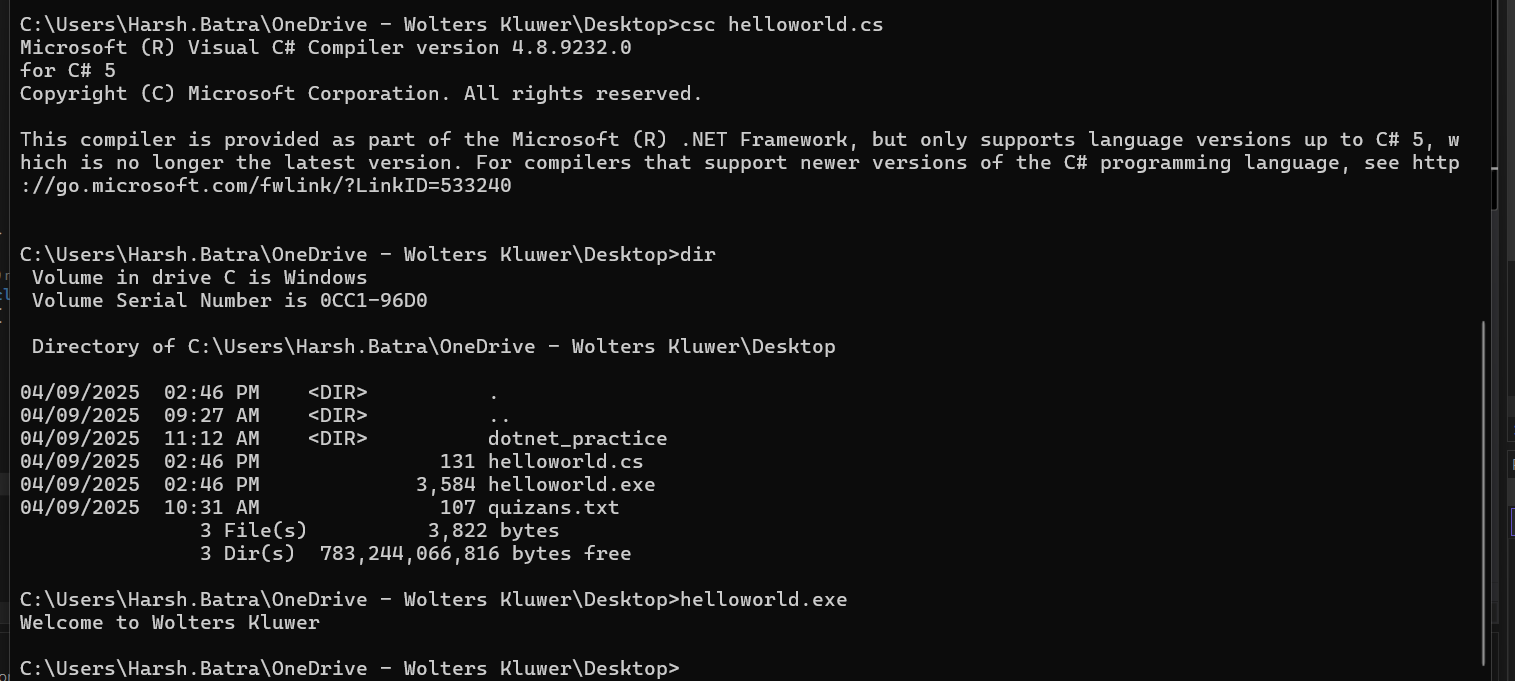 C:\Users\Harsh.Batra\OneDrive - Wolters Kluwer\Desktop>csc helloworld.cs
Microsoft (R) Visual C# Compiler version 4.8.9232.0
for C# 5
Copyright (C) Microsoft Corporation. All rights reserved.

This compiler is provided as part of the Microsoft (R) .NET Framework, but only supports language versions up to C# 5, w
hich is no longer the latest version. For compilers that support newer versions of the C# programming language, see http
://go.microsoft.com/fwlink/?LinkID=533240

C:\Users\Harsh.Batra\OneDrive - Wolters Kluwer\Desktop>dir
 Volume in drive C is Windows
 Volume Serial Number is 0CC1-96D0

 Directory of C:\Users\Harsh.Batra\OneDrive - Wolters Kluwer\Desktop

04/09/2025  02:46 PM    <DIR>          .
04/09/2025  09:27 AM    <DIR>          ..
04/09/2025  11:12 AM    <DIR>          dotnet_practice
04/09/2025  02:46 PM               131 helloworld.cs
04/09/2025  02:46 PM             3,584 helloworld.exe
04/09/2025  10:31 AM               107 quizans.txt
               3 File(s)          3,822 bytes
               3 Dir(s)  783,244,066,816 bytes free

C:\Users\Harsh.Batra\OneDrive - Wolters Kluwer\Desktop>helloworld.exe
Welcome to Wolters Kluwer

C:\Users\Harsh.Batra\OneDrive - Wolters Kluwer\Desktop>